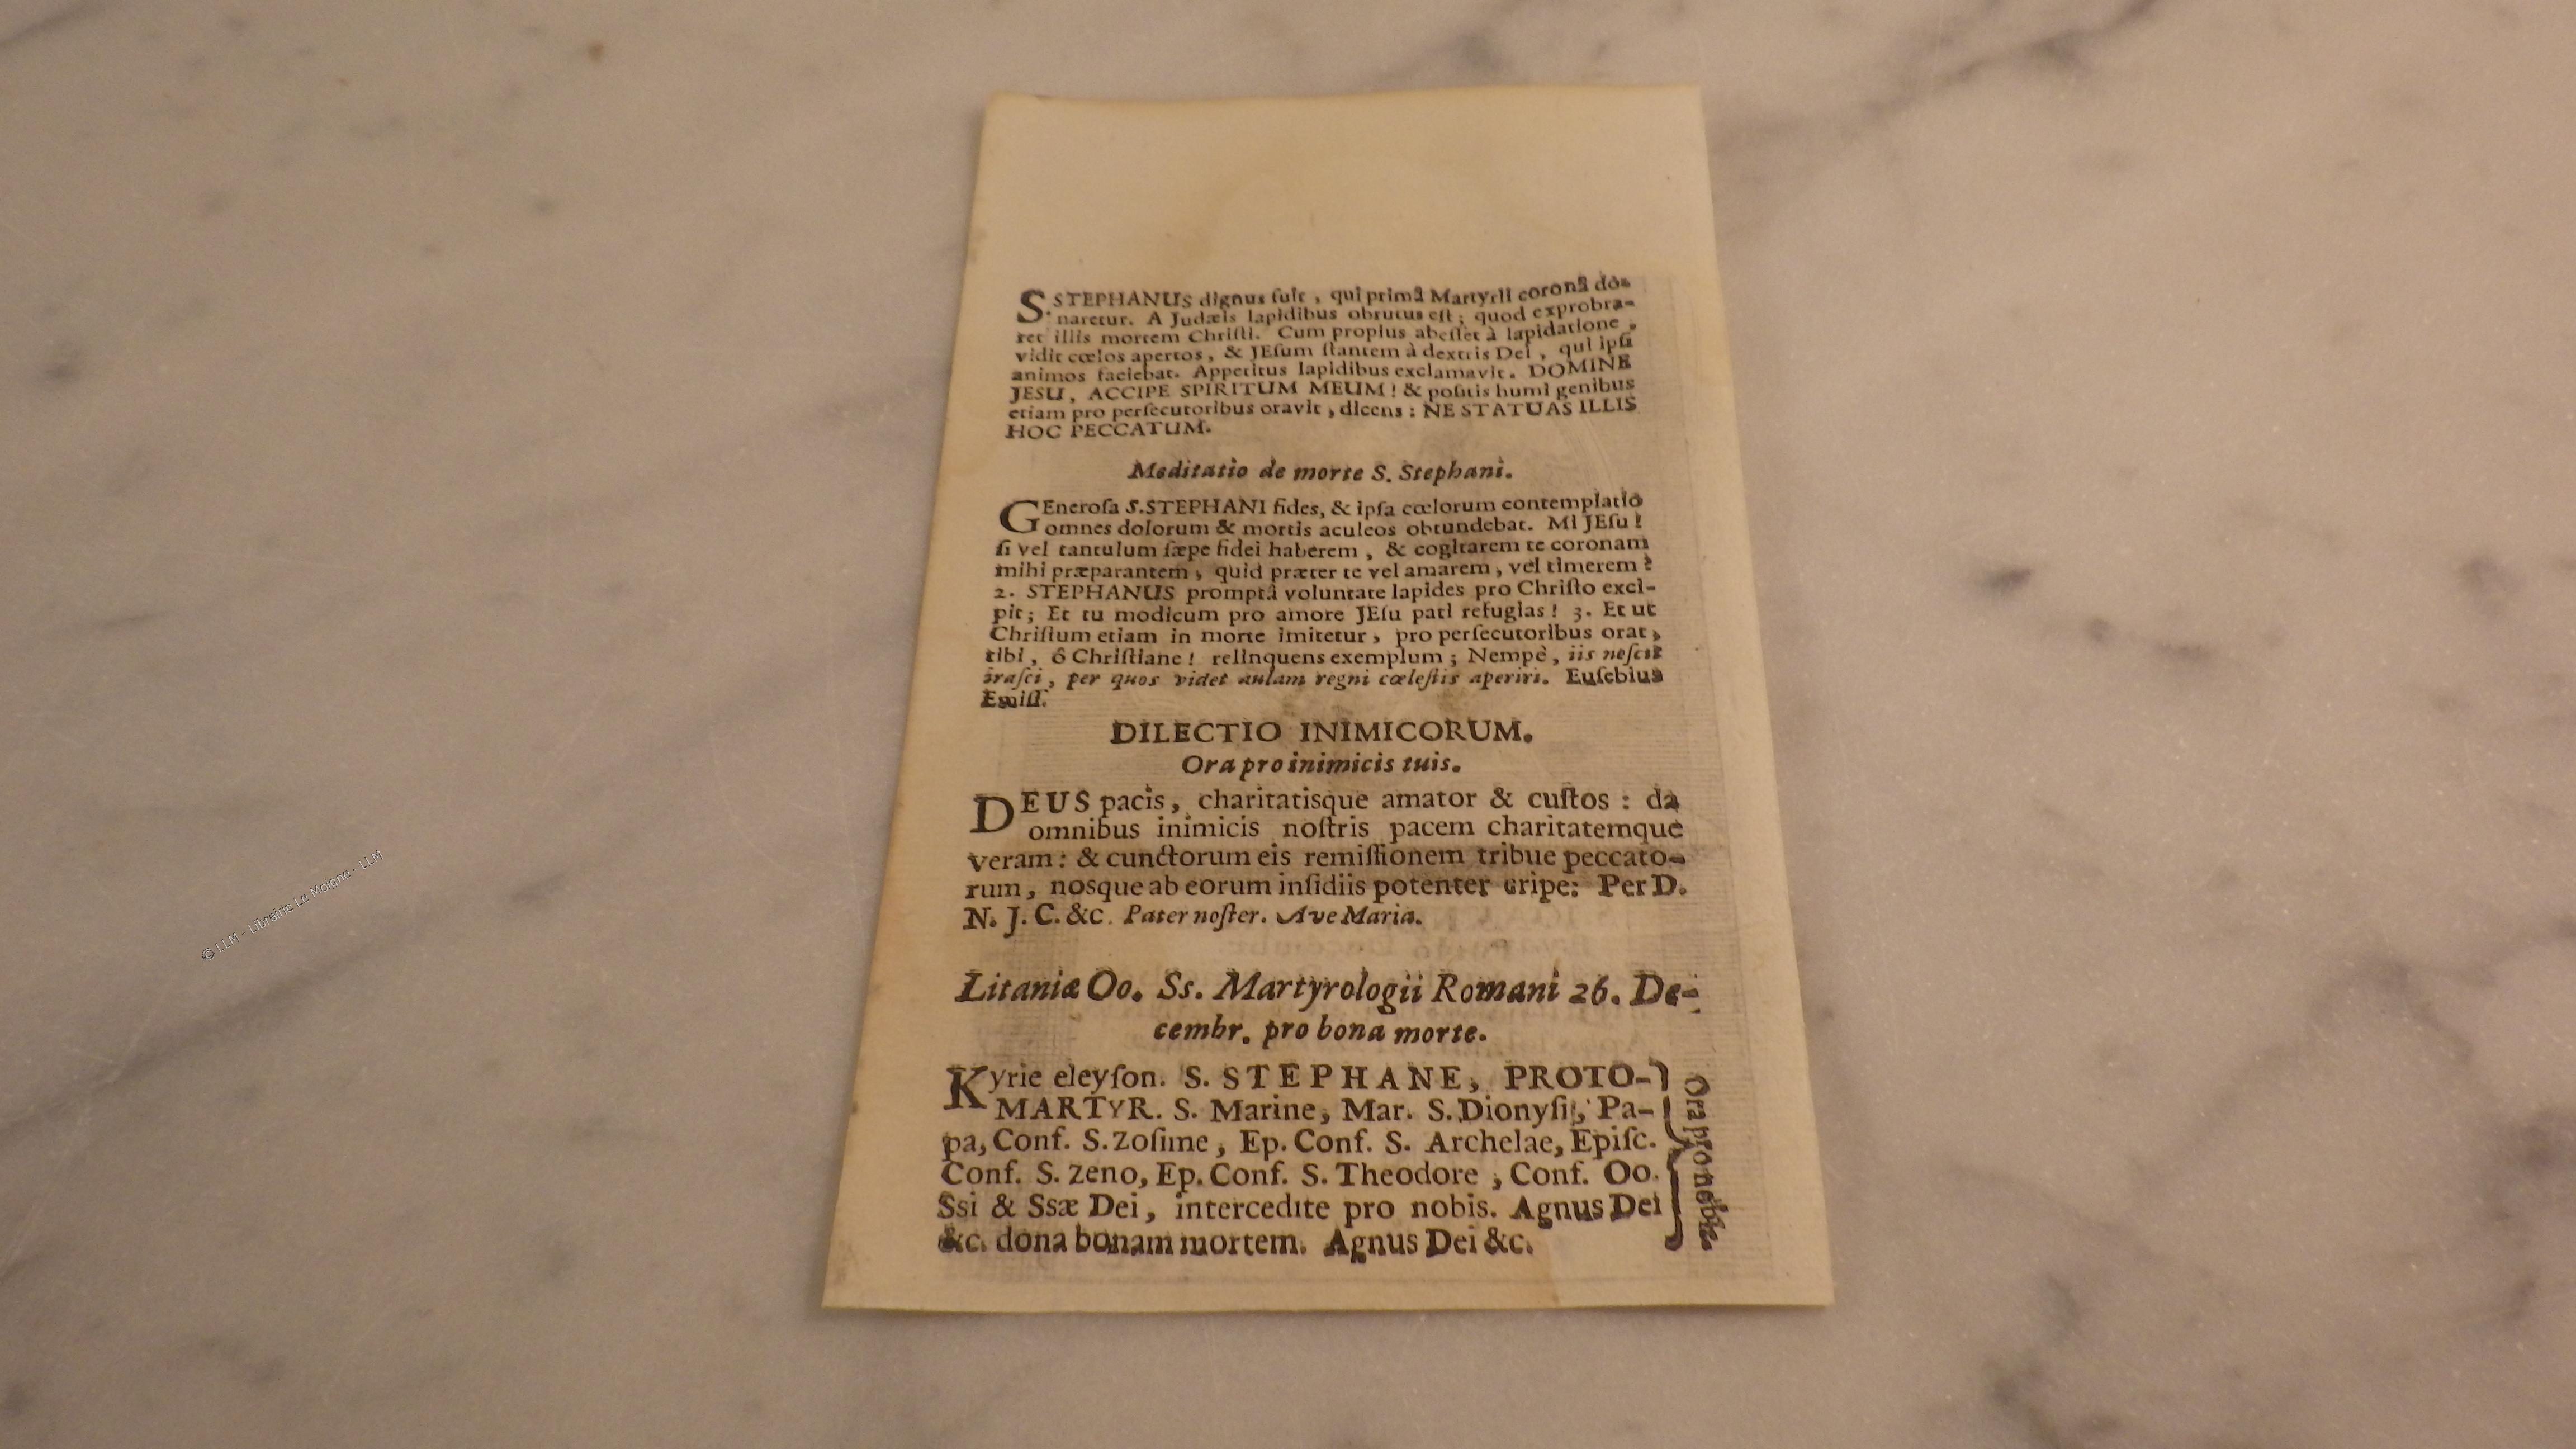 S. STEPHANUS dignus fuit, qui primâ Martyrii coronâ do-
naretur. A Judæis lapidibus obrutus eſt; quod exprobra-
ret illis mortem Chriſti. Cum propius abeſſet à lapidatione,
vidit cœlos apertos, & JEſum ſtantem à dextris Dei, qui ipſi
animos faciebat. Appetitus lapidibus exclamavit. DOMINE
JESU, ACCIPE SPIRITUM MEUM! & poſitis humi genibus
etiam pro perſecutoribus oravit, dicens: NE STATUAS ILLIS
HOC PECCATUM.
Meditatio de morte S. Stephani.
GEneroſa S. STEPHANI fides, & ipſa cœlorum contemplatio
omnes dolorum & mortis aculeos obtundebat. Mi JEſu!
ſi vel tantulum ſæpe fidei haberem, & cogitarem te coronam
mihi præparantem, quid præter te vel amarem, vel timerem?
2. STEPHANUS promptâ voluntate lapides pro Chriſto exci-
pit; Et tu modicum pro amore JEſu pati refugias! 3. Et ut
Chriſtum etiam in morte imitetur, pro perſecutoribus orat,
tibi, ô Chriſtiane! relinquens exemplum; Nempè, iis neſcit
iraſci, per quos videt aulam regni cœleſtis aperiri. Euſebius
Emiſſ.
DILECTIO INIMICORUM.
Ora pro inimicis tuis.
DEUS pacis, charitatisque amator & cuſtos: da
omnibus inimicis noſtris pacem charitatemque
veram: & cunctorum eis remiſſionem tribue peccato-
rum, nosque ab eorum inſidiis potenter eripe: Per D.
N. J. C. &c. Pater noſter. Ave Maria.
Litaniæ Oo. Ss. Martyrologii Romani 26. De-
cembr. pro bona morte.
Kyrie eleyſon. S. STEPHANE, PROTO-
MARTYR. S. Marine, Mar. S. Dionyſi, Pa-
pa, Conf. S. Zoſime, Ep. Conf. S. Archelae, Epiſc.
Conf. S. Zeno, Ep. Conf. S. Theodore, Conf. Oo.
Ssi & Ssæ Dei, intercedite pro nobis. Agnus Dei
&c. dona bonam mortem. Agnus Dei &c.
Ora pro nobis.
© LLM - Librairie Le Moigne - LLM